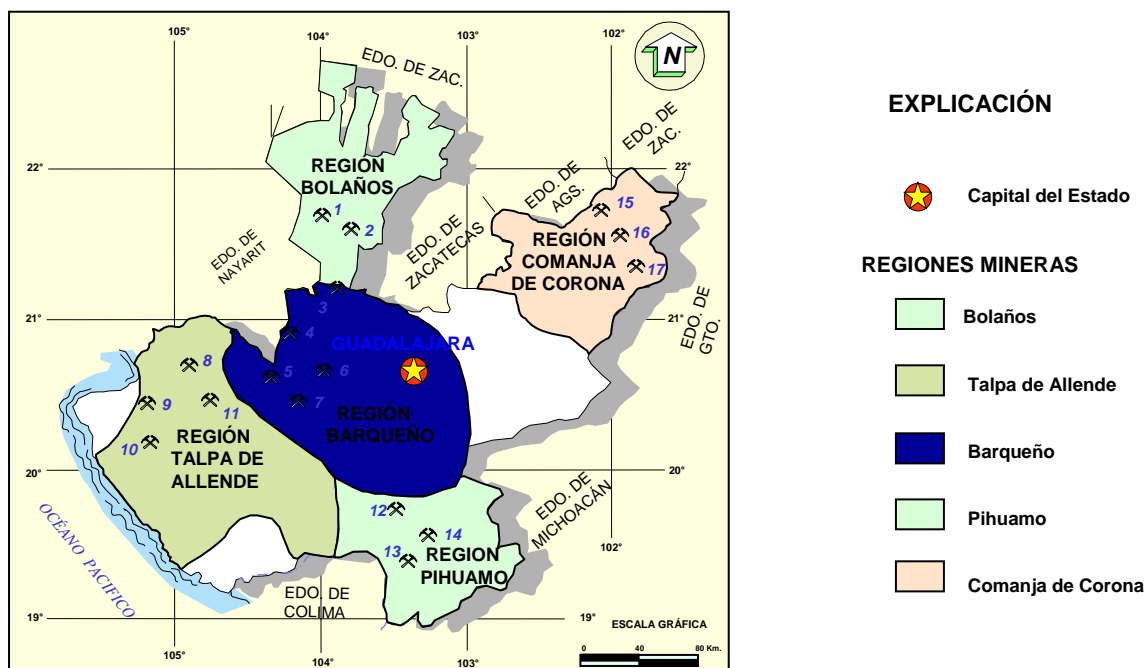 105°
104°
103°
102°
EDO. DE ZAC.
N
EDO. DE
ZAC.
22°
22°
REGIÓN
BOLAÑOS
1
2
EDO. DE
AGS.
15
16
17
REGIÓN
COMANJA
DE CORONA
EDO. DE
NAYARIT
EDO. DE
ZACATECAS
EDO. DE
GTO.
21°
21°
3
4
GUADALAJARA
5
6
7
REGIÓN
BARQUEÑO
8
9
10
11
REGIÓN
TALPA DE
ALLENDE
20°
20°
OCÉANO PACIFICO
12
13
14
REGION
PIHUAMO
EDO. DE
MICHOACÁN
102°
EDO. DE
COLIMA
19°
19°
ESCALA GRÁFICA
0
40
80 Km.
105°
104°
103°
EXPLICACIÓN
Capital del Estado
REGIONES MINERAS
Bolaños
Talpa de Allende
Barqueño
Pihuamo
Comanja de Corona